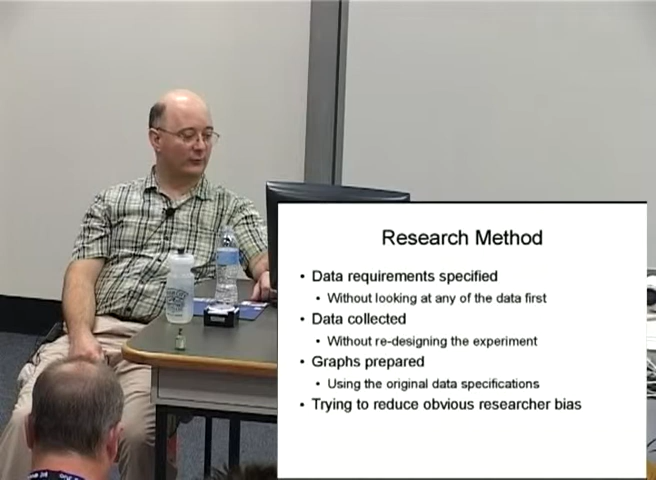 Research Method
• Data requirements specified
• Without looking at any of the data first
• Data collected
• Without re-designing the experiment
• Graphs prepared
• Using the original data specifications
• Trying to reduce obvious researcher bias